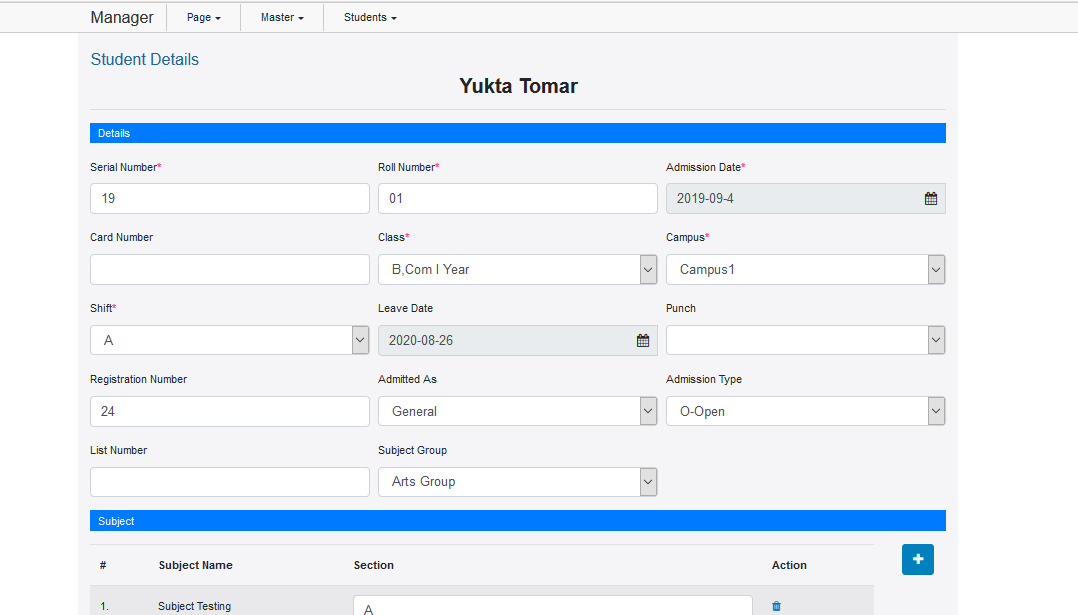 Manager Page Master Students
Student Details
Yukta Tomar
Details
Serial Number* Roll Number* Admission Date*
19 01 2019-09-4
Card Number Class* Campus*
B,Com I Year Campus1
Shift* Leave Date Punch
A 2020-08-26
Registration Number Admitted As Admission Type
24 General O-Open
List Number Subject Group
Arts Group
Subject
# Subject Name Section Action
1. Subject Testing A